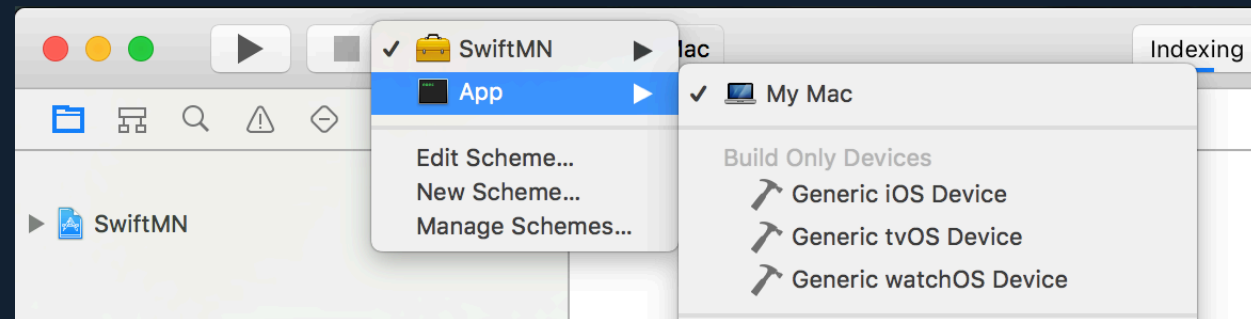 SwiftMN
Mac
Indexing
App
My Mac
Edit Scheme...
New Scheme...
Manage Schemes...
Build Only Devices
Generic iOS Device
Generic tvOS Device
Generic watchOS Device
SwiftMN